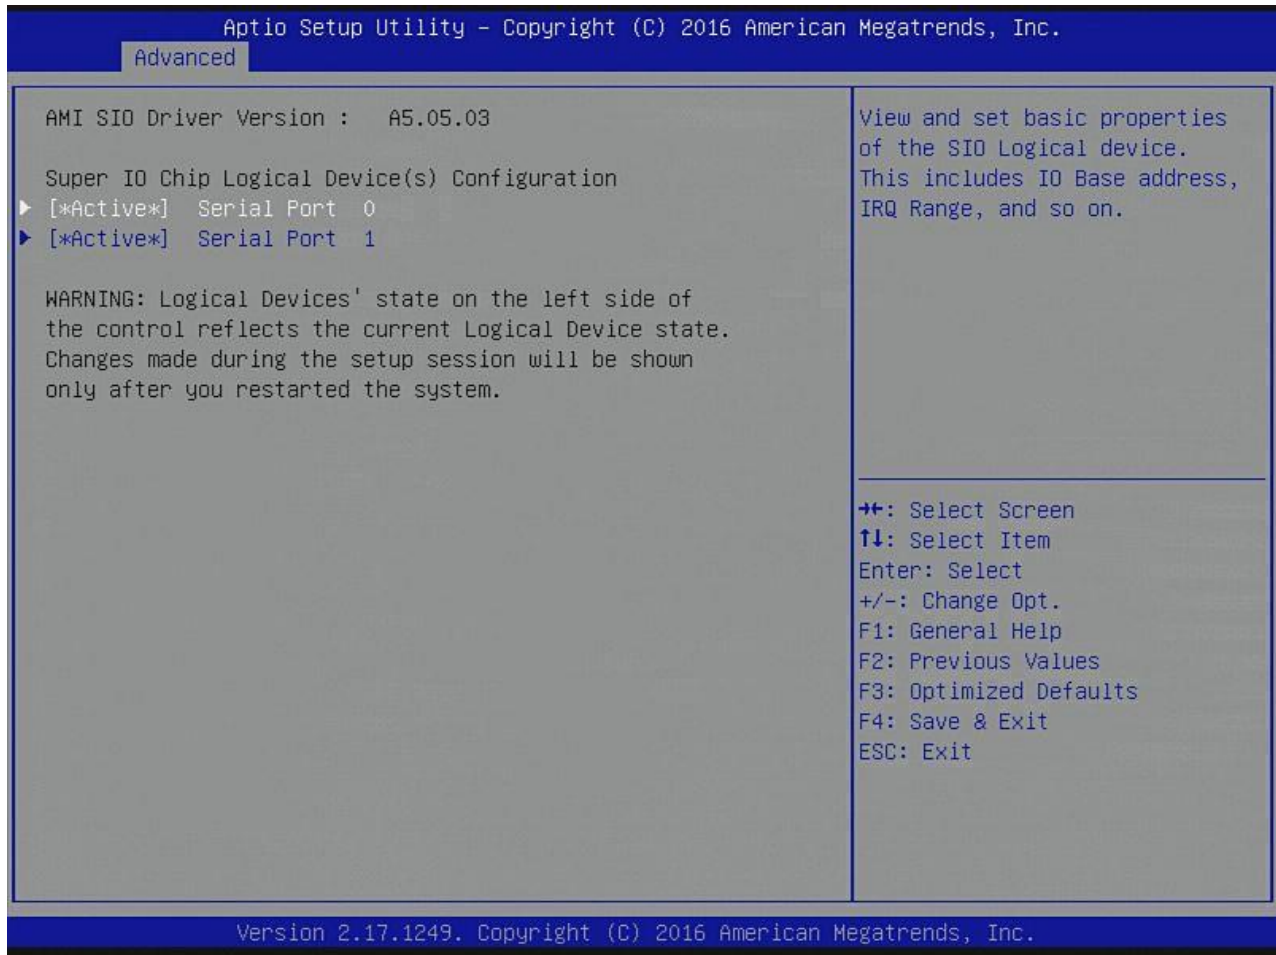 Aptio Setup Utility – Copyright (C) 2016 American Megatrends, Inc.
Advanced
AMI SIO Driver Version :   A5.05.03
Super IO Chip Logical Device(s) Configuration
[*Active*]  Serial Port  0
[*Active*]  Serial Port  1
WARNING: Logical Devices' state on the left side of
the control reflects the current Logical Device state.
Changes made during the setup session will be shown
only after you restarted the system.
View and set basic properties
of the SIO Logical device.
This includes IO Base address,
IRQ Range, and so on.
→←: Select Screen
↑↓: Select Item
Enter: Select
+/-: Change Opt.
F1: General Help
F2: Previous Values
F3: Optimized Defaults
F4: Save & Exit
ESC: Exit
Version 2.17.1249. Copyright (C) 2016 American Megatrends, Inc.